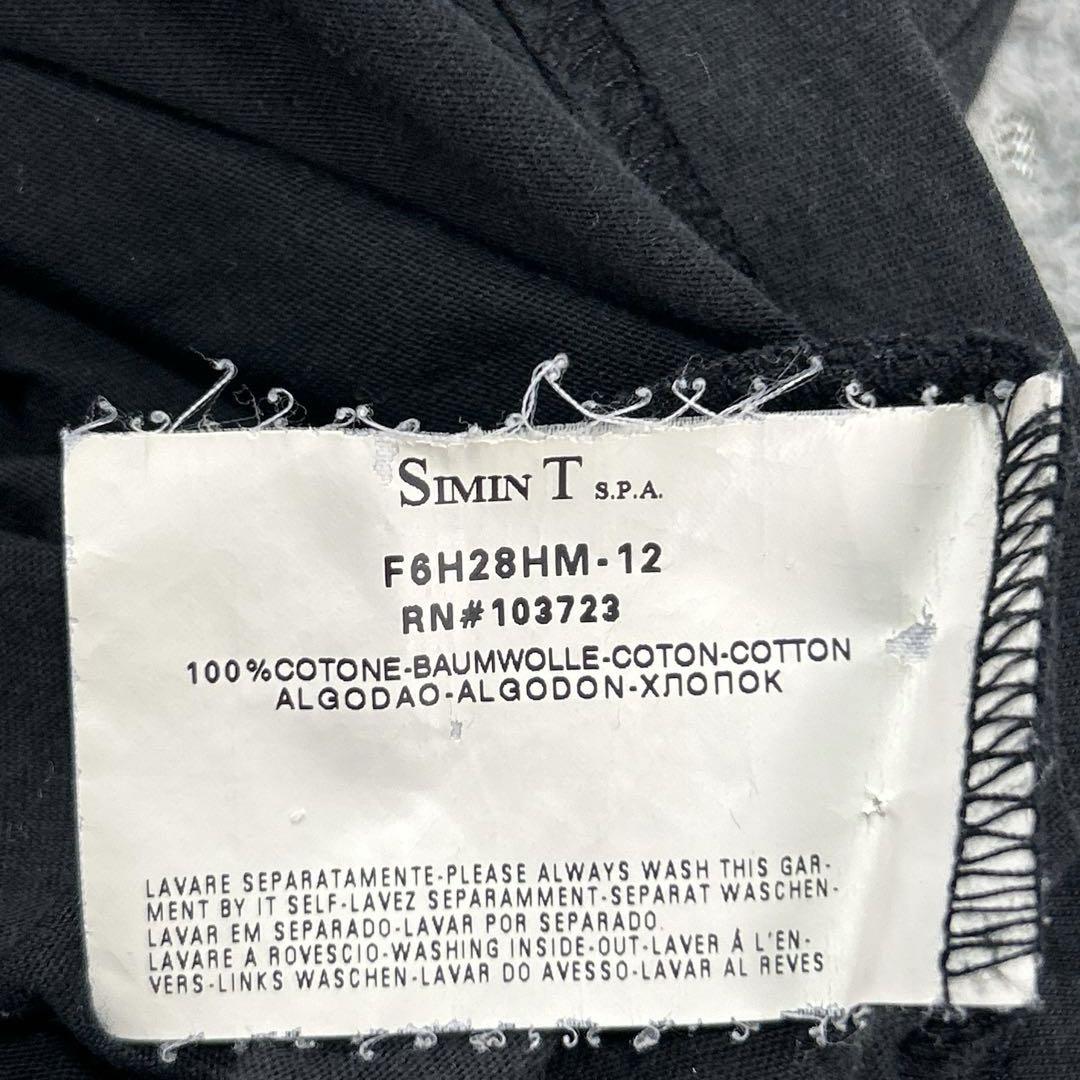 SIMIN T S.P.A.
F6H28HM-12
RN#103723
100%COTONE-BAUMWOLLE-COTON-COTTON
ALGODAO-ALGODON-ХЛОПОК
LAVARE SEPARATAMENTE-PLEASE ALWAYS WASH THIS GAR-
MENT BY IT SELF-LAVEZ SEPARAMMENT-SEPARAT WASCHEN-
LAVAR EM SEPARADO-LAVAR POR SEPARADO.
LAVARE A ROVESCIO-WASHING INSIDE-OUT-LAVER Á L'EN-
VERS-LINKS WASCHEN-LAVAR DO AVESSO-LAVAR AL REVES